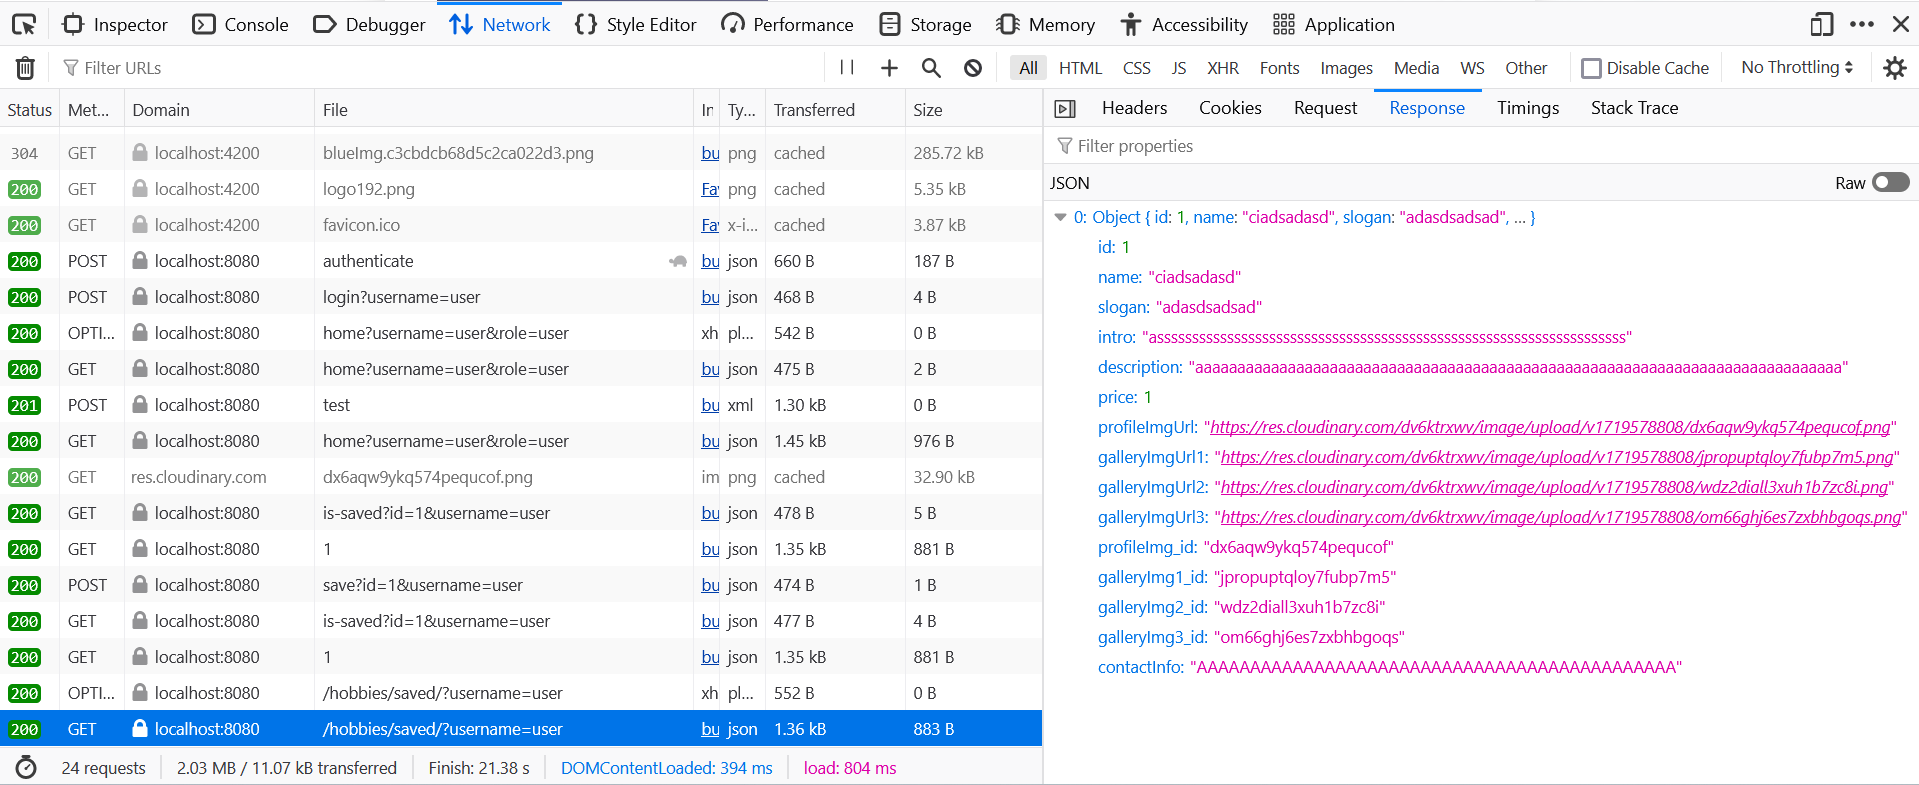 Inspector Console Debugger Network Style Editor Performance Storage Memory Accessibility Application
Filter URLs All HTML CSS JS XHR Fonts Images Media WS Other Disable Cache No Throttling
Status Met... Domain File In Ty... Transferred Size
304 GET localhost:4200 blueImg.c3cbdcb68d5c2ca022d3.png bu png cached 285.72 kB
200 GET localhost:4200 logo192.png Fav png cached 5.35 kB
200 GET localhost:4200 favicon.ico Fav x-i... cached 3.87 kB
200 POST localhost:8080 authenticate bu json 660 B 187 B
200 POST localhost:8080 login?username=user bu json 468 B 4 B
200 OPTI... localhost:8080 home?username=user&role=user xh pl... 542 B 0 B
200 GET localhost:8080 home?username=user&role=user bu json 475 B 2 B
201 POST localhost:8080 test bu xml 1.30 kB 0 B
200 GET localhost:8080 home?username=user&role=user bu json 1.45 kB 976 B
200 GET res.cloudinary.com dx6aqw9ykq574pequcof.png im png cached 32.90 kB
200 GET localhost:8080 is-saved?id=1&username=user bu json 478 B 5 B
200 GET localhost:8080 1 bu json 1.35 kB 881 B
200 POST localhost:8080 save?id=1&username=user bu json 474 B 1 B
200 GET localhost:8080 is-saved?id=1&username=user bu json 477 B 4 B
200 GET localhost:8080 1 bu json 1.35 kB 881 B
200 OPTI... localhost:8080 /hobbies/saved/?username=user xh pl... 552 B 0 B
200 GET localhost:8080 /hobbies/saved/?username=user bu json 1.36 kB 883 B
24 requests 2.03 MB / 11.07 kB transferred Finish: 21.38 s DOMContentLoaded: 394 ms load: 804 ms
Headers Cookies Request Response Timings Stack Trace
Filter properties
JSON Raw
0: Object { id: 1, name: "ciadsadasd", slogan: "adasdsadsad", ... }
id: 1
name: "ciadsadasd"
slogan: "adasdsadsad"
intro: "asssssssssssssssssssssssssssssssssssssssssssssssssssssssssssssssssss"
description: "aaaaaaaaaaaaaaaaaaaaaaaaaaaaaaaaaaaaaaaaaaaaaaaaaaaaaaaaaaaaaaaaaaaaaaaaaaaaa"
price: 1
profileImgUrl: "https://res.cloudinary.com/dv6ktrxwv/image/upload/v1719578808/dx6aqw9ykq574pequcof.png"
galleryImgUrl1: "https://res.cloudinary.com/dv6ktrxwv/image/upload/v1719578808/jpropuptqloy7fubp7m5.png"
galleryImgUrl2: "https://res.cloudinary.com/dv6ktrxwv/image/upload/v1719578808/wdz2diall3xuh1b7zc8i.png"
galleryImgUrl3: "https://res.cloudinary.com/dv6ktrxwv/image/upload/v1719578808/om66ghj6es7zxbhbgoqs.png"
profileImg_id: "dx6aqw9ykq574pequcof"
galleryImg1_id: "jpropuptqloy7fubp7m5"
galleryImg2_id: "wdz2diall3xuh1b7zc8i"
galleryImg3_id: "om66ghj6es7zxbhbgoqs"
contactInfo: "AAAAAAAAAAAAAAAAAAAAAAAAAAAAAAAAAAAAAAAAAAAAA"